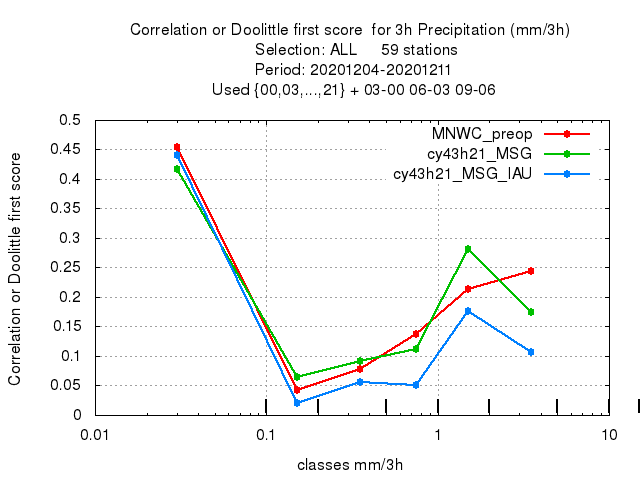 Correlation or Doolittle first score  for 3h Precipitation (mm/3h)
Selection: ALL     59 stations
Period: 20201204-20201211
Used {00,03,...,21} + 03-00 06-03 09-06
MNWC_preop
cy43h21_MSG
cy43h21_MSG_IAU
Correlation or Doolittle first score
0.5
0.45
0.4
0.35
0.3
0.25
0.2
0.15
0.1
0.05
0
0.01 0.1 1 10
classes mm/3h